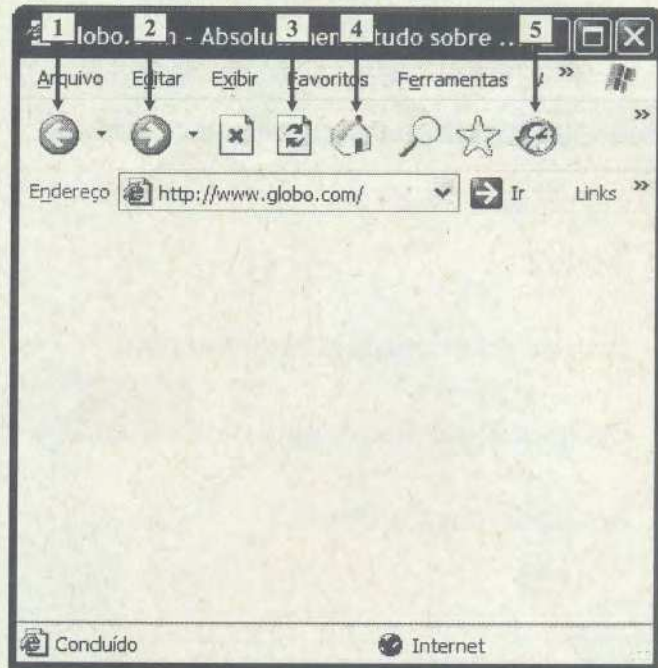 1 2 3 4 5
Globo. - Absolu tudo sobre ...
Arquivo Editar Exibir Favoritos Ferramentas »
»
Endereço http://www.globo.com/ Ir Links »
Concluído Internet